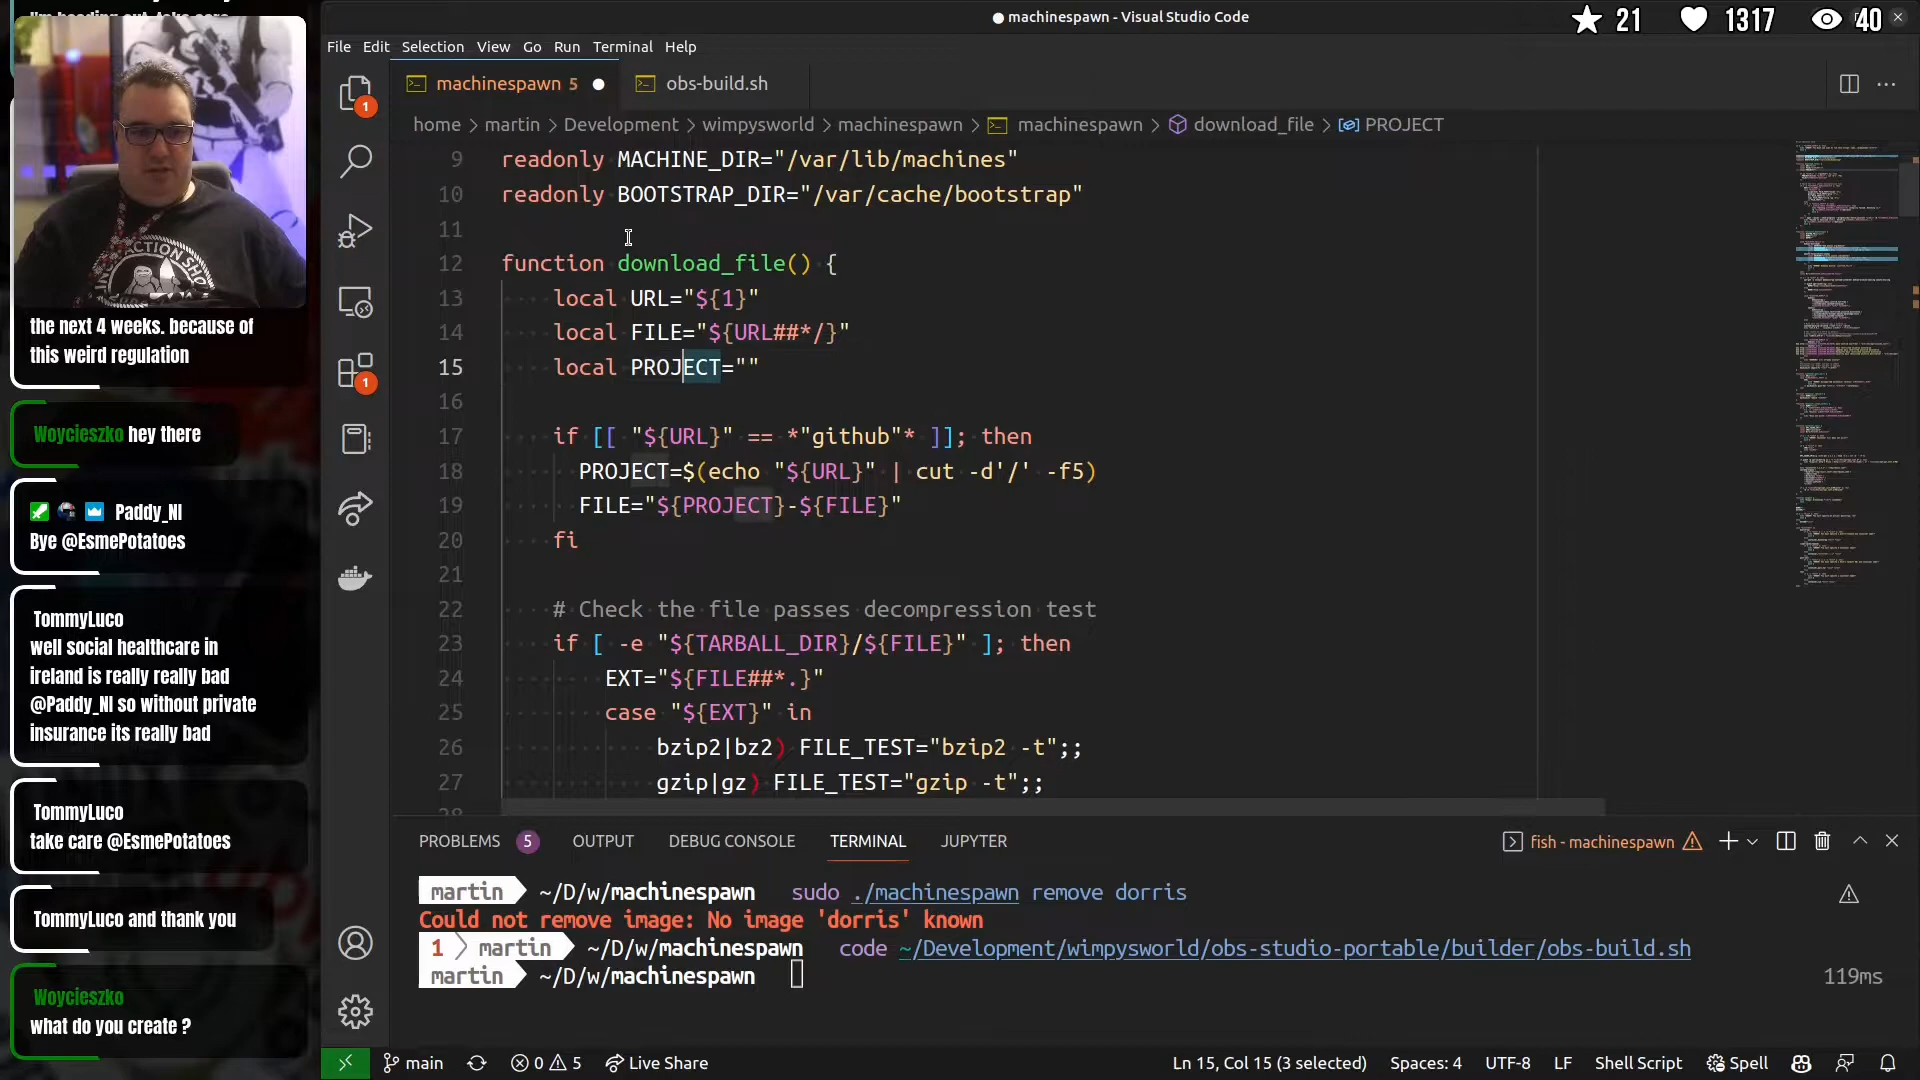 machinespawn - Visual Studio Code
21
1317
40
File Edit Selection View Go Run Terminal Help
machinespawn 5
obs-build.sh
home > martin > Development > wimpysworld > machinespawn > machinespawn > download_file > PROJECT
9 readonly MACHINE_DIR="/var/lib/machines"
10 readonly BOOTSTRAP_DIR="/var/cache/bootstrap"
11
12 function download_file() {
13 local URL="${1}"
14 local FILE="${URL##*/}"
15 local PROJECT=""
16
17 if [[ "${URL}" == *"github"* ]]; then
18 PROJECT=$(echo "${URL}" | cut -d'/' -f5)
19 FILE="${PROJECT}-${FILE}"
20 fi
21
22 # Check the file passes decompression test
23 if [ -e "${TARBALL_DIR}/${FILE}" ]; then
24 EXT="${FILE##*.}"
25 case "${EXT}" in
26 bzip2|bz2) FILE_TEST="bzip2 -t";;
27 gzip|gz) FILE_TEST="gzip -t";;
28
PROBLEMS 5 OUTPUT DEBUG CONSOLE TERMINAL JUPYTER
fish - machinespawn
martin ~/D/w/machinespawn sudo ./machinespawn remove dorris
Could not remove image: No image 'dorris' known
1 martin ~/D/w/machinespawn code ~/Development/wimpysworld/obs-studio-portable/builder/obs-build.sh
martin ~/D/w/machinespawn
119ms
main 0 5 Live Share
Ln 15, Col 15 (3 selected) Spaces: 4 UTF-8 LF Shell Script Spell
1
1
ACTION SHO
the next 4 weeks. because of
this weird regulation
Woycieszko hey there
Paddy_NI
Bye @EsmePotatoes
TommyLuco
well social healthcare in
ireland is really really bad
@Paddy_NI so without private
insurance its really bad
TommyLuco
take care @EsmePotatoes
TommyLuco and thank you
Woycieszko
what do you create ?